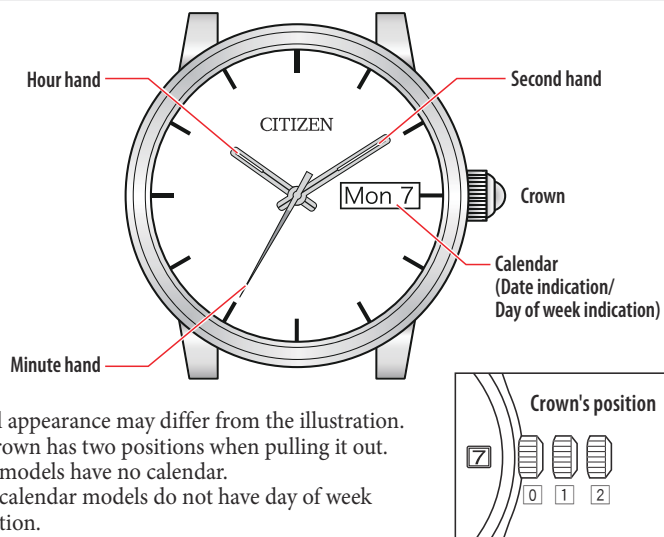 Hour hand
Second hand
CITIZEN
Mon 7
Crown
Calendar
(Date indication/
Day of week indication)
Minute hand
appearance may differ from the illustration.
has two positions when pulling it out.
models have no calendar.
calendar models do not have day of week
Crown's position
7
0 1 2